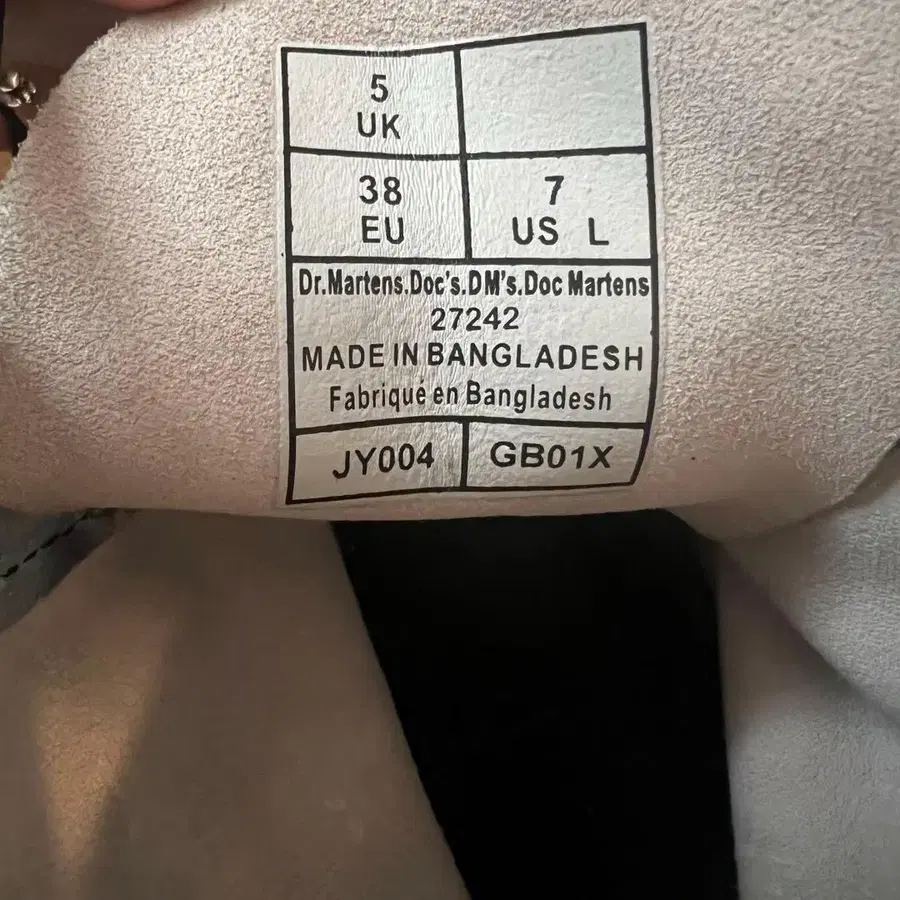 5
UK
38
EU
7
US L
Dr.Martens.Doc's.DM's.Doc Martens
27242
MADE IN BANGLADESH
Fabriqué en Bangladesh
JY004
GB01X